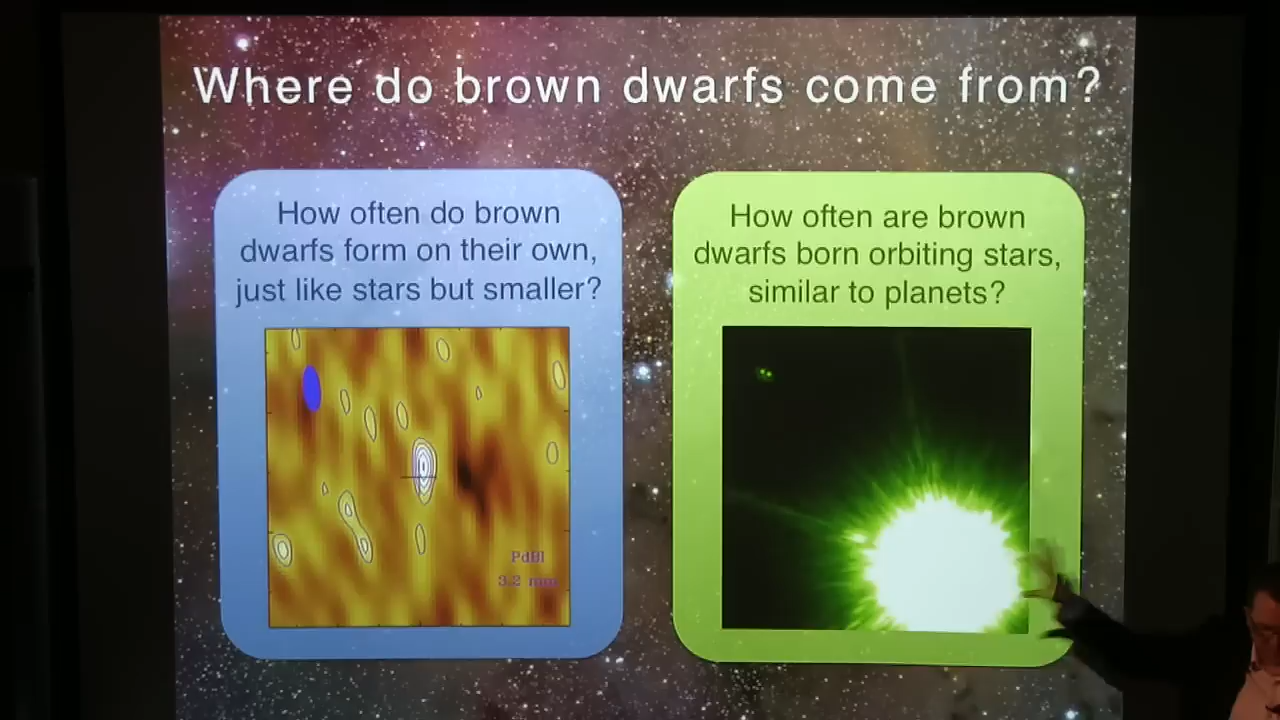 Where do brown dwarfs come from?
How often do brown
dwarfs form on their own,
just like stars but smaller?
PdBI
3.2 mm
How often are brown
dwarfs born orbiting stars,
similar to planets?